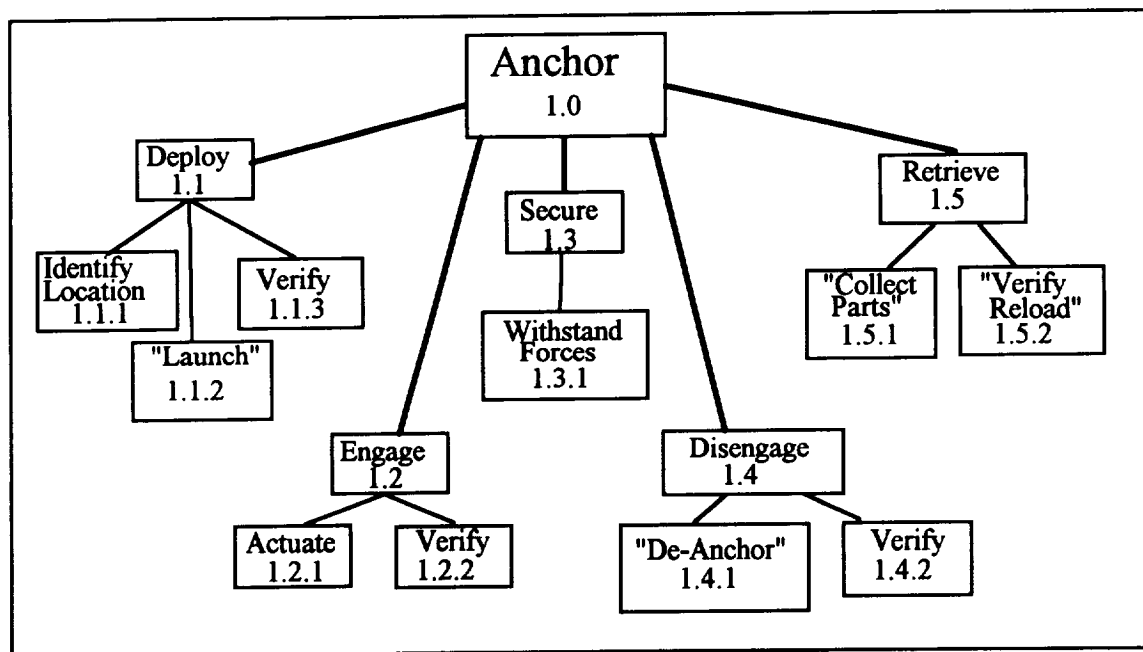 Anchor
1.0
Deploy
1.1
Identify
Location
1.1.1
"Launch"
1.1.2
Verify
1.1.3
Engage
1.2
Actuate
1.2.1
Verify
1.2.2
Secure
1.3
Withstand
Forces
1.3.1
Disengage
1.4
"De-Anchor"
1.4.1
Verify
1.4.2
Retrieve
1.5
"Collect
Parts"
1.5.1
"Verify
Reload"
1.5.2